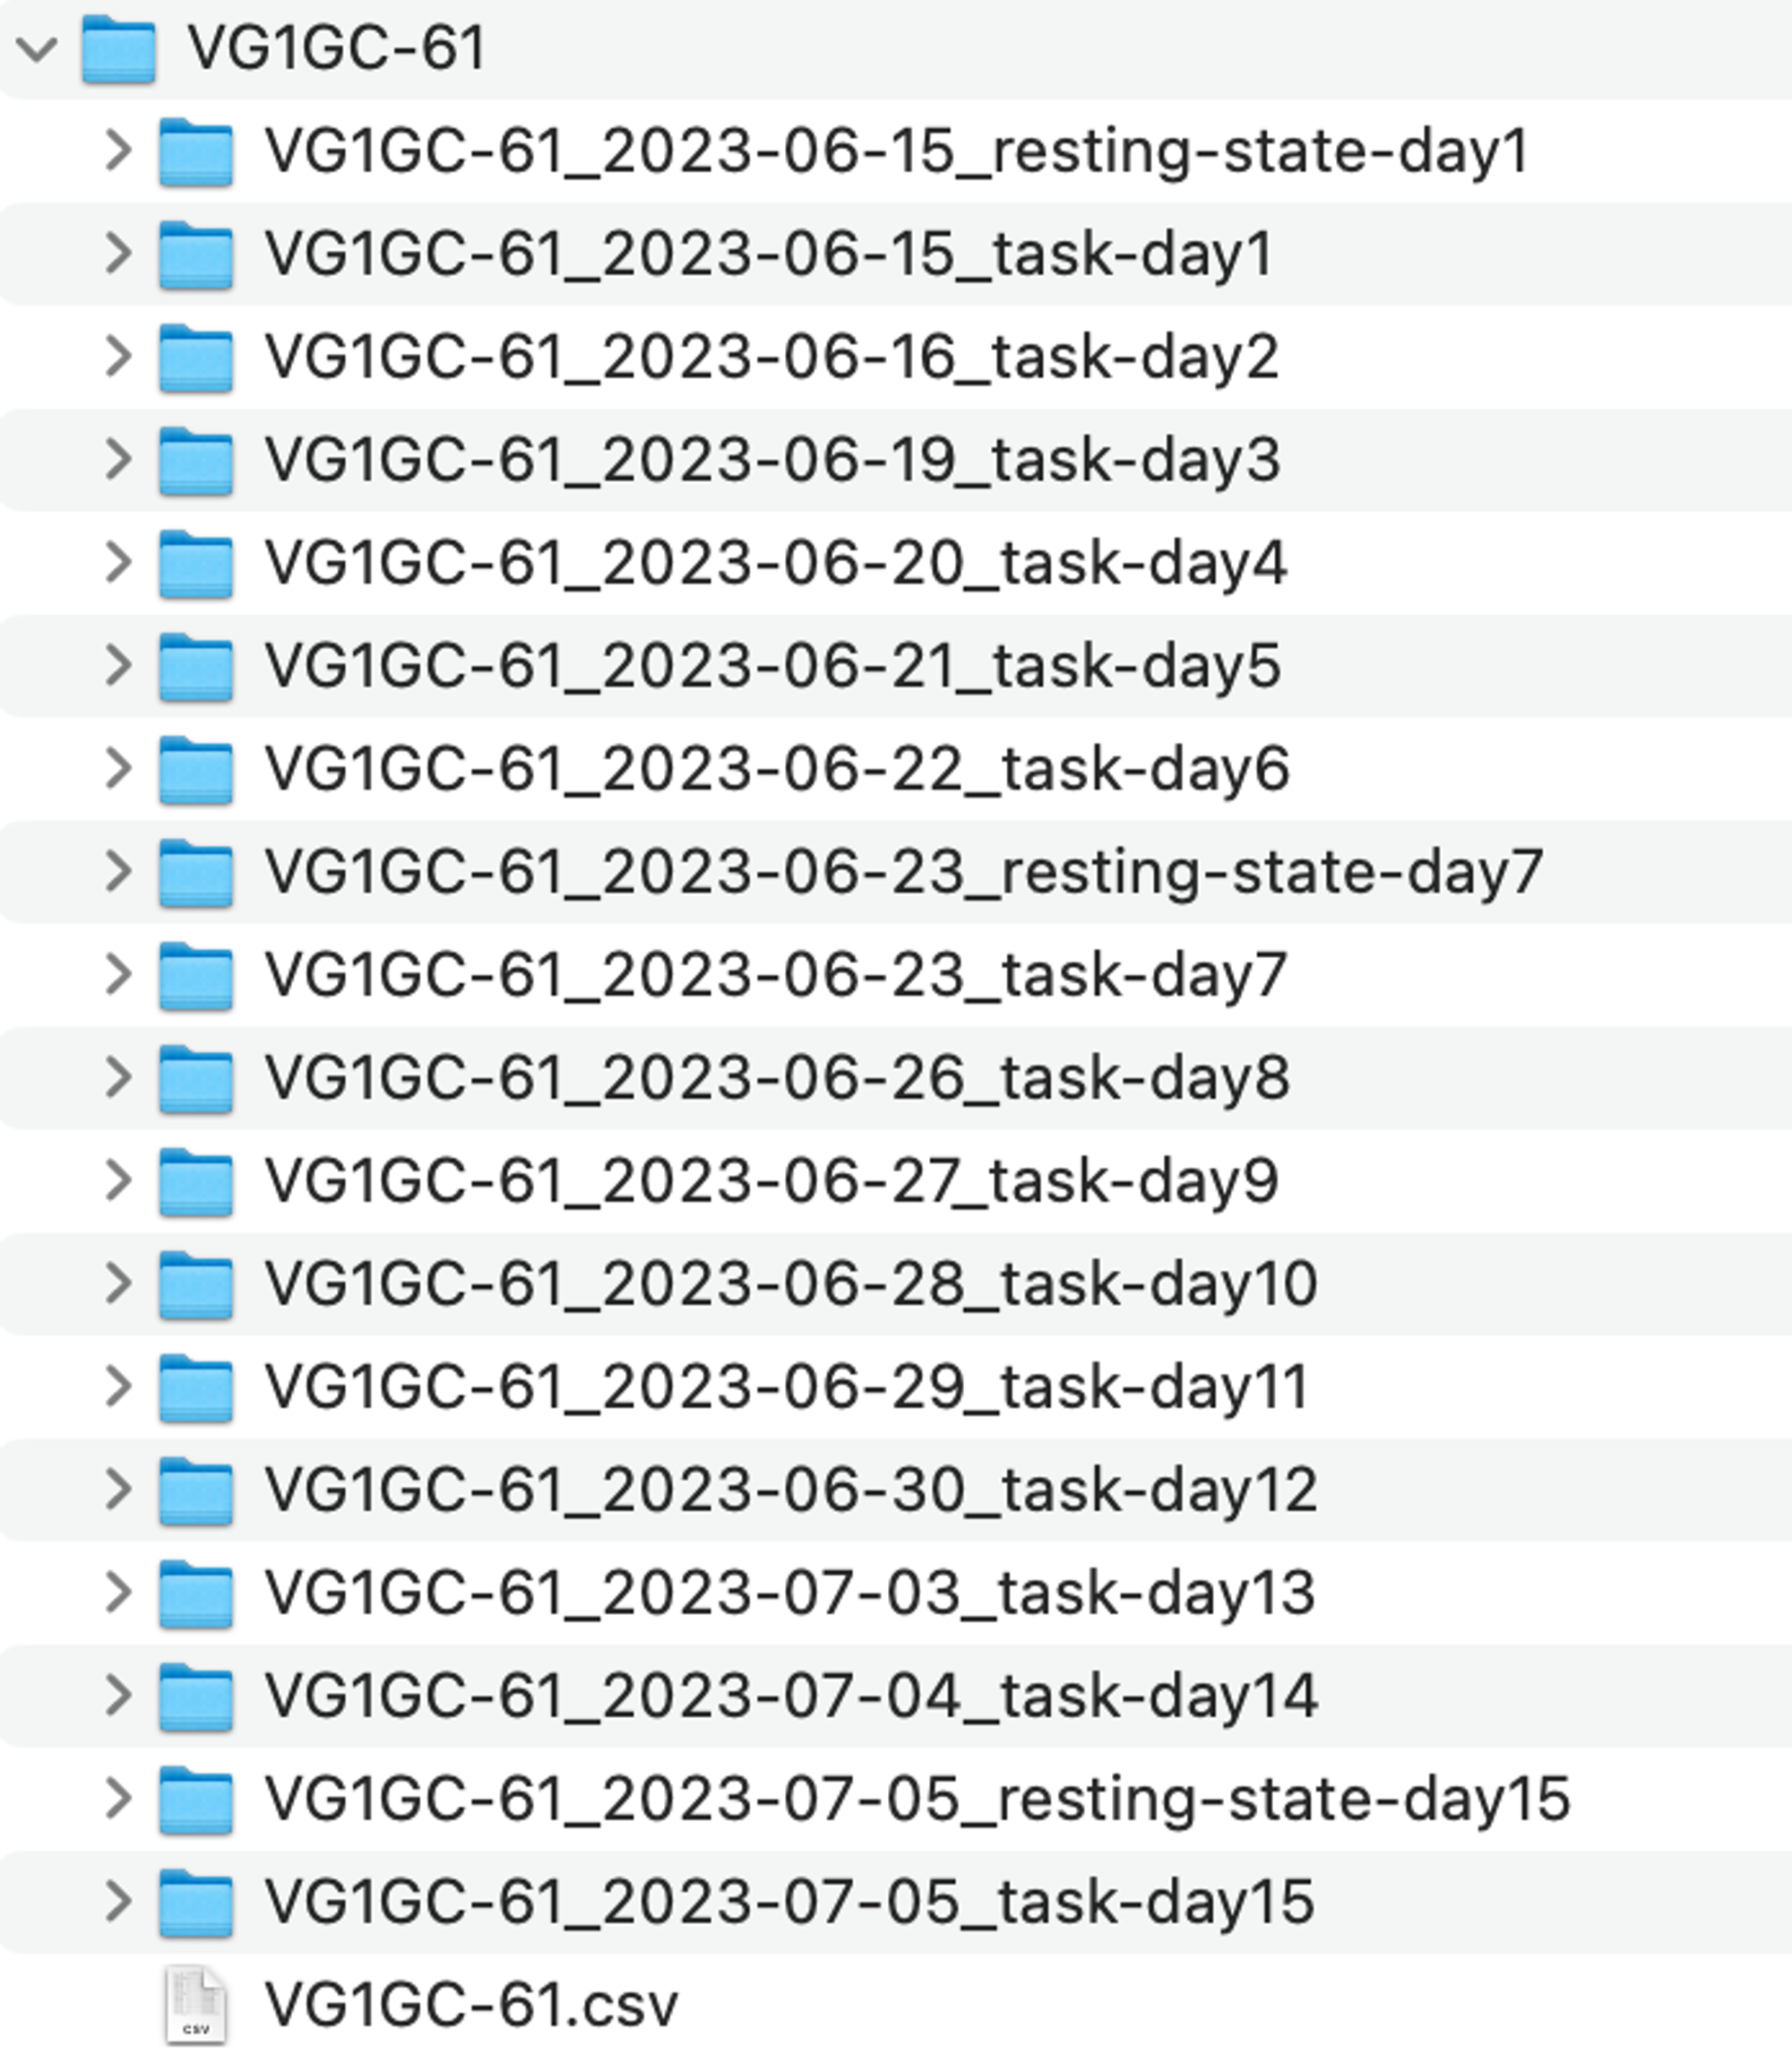 VG1GC-61
VG1GC-61_2023-06-15_resting-state-day1
VG1GC-61_2023-06-15_task-day1
VG1GC-61_2023-06-16_task-day2
VG1GC-61_2023-06-19_task-day3
VG1GC-61_2023-06-20_task-day4
VG1GC-61_2023-06-21_task-day5
VG1GC-61_2023-06-22_task-day6
VG1GC-61_2023-06-23_resting-state-day7
VG1GC-61_2023-06-23_task-day7
VG1GC-61_2023-06-26_task-day8
VG1GC-61_2023-06-27_task-day9
VG1GC-61_2023-06-28_task-day10
VG1GC-61_2023-06-29_task-day11
VG1GC-61_2023-06-30_task-day12
VG1GC-61_2023-07-03_task-day13
VG1GC-61_2023-07-04_task-day14
VG1GC-61_2023-07-05_resting-state-day15
VG1GC-61_2023-07-05_task-day15
CSV VG1GC-61.csv